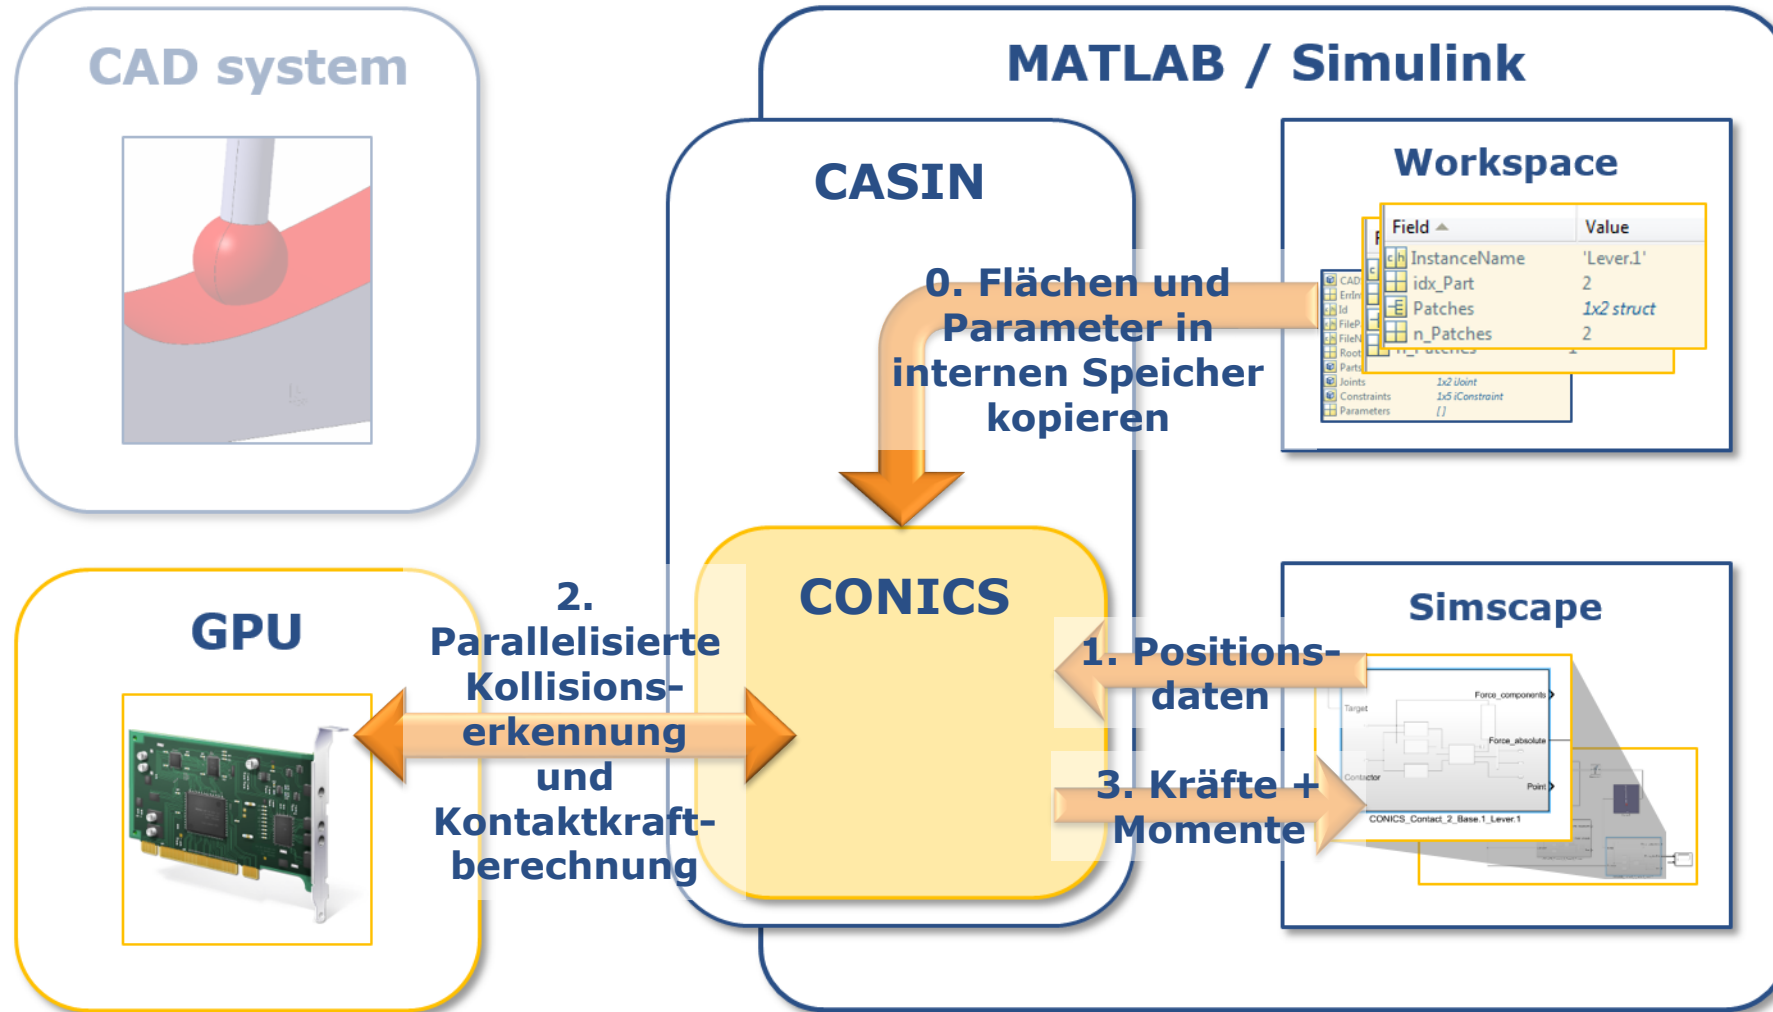 CAD system
MATLAB / Simulink
CASIN
Workspace
Field
Value
InstanceName
'Lever.1'
idx_Part
2
Patches
1x2 struct
n_Patches
2
Id
Joints
1x2 iJoint
Constraints
1x5 iConstraint
Parameters
[ ]
0. Flächen und
Parameter in
internen Speicher
kopieren
GPU
2.
Parallelisierte
Kollisions-
erkennung
und
Kontaktkraft-
berechnung
CONICS
Simscape
1. Positions-
daten
3. Kräfte +
Momente
Target
Contactor
Force_components
Force_absolute
Point
CONICS_Contact_2_Base.1_Lever.1